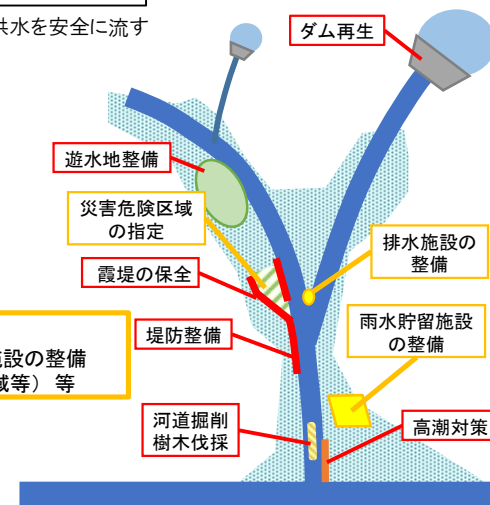 洪水を安全に流す
ダム再生
遊水地整備
災害危険区域
の指定
排水施設の
整備
霞堤の保全
雨水貯留施設
の整備
堤防整備
設の整備
域等）等
河道掘削
樹木伐採
高潮対策